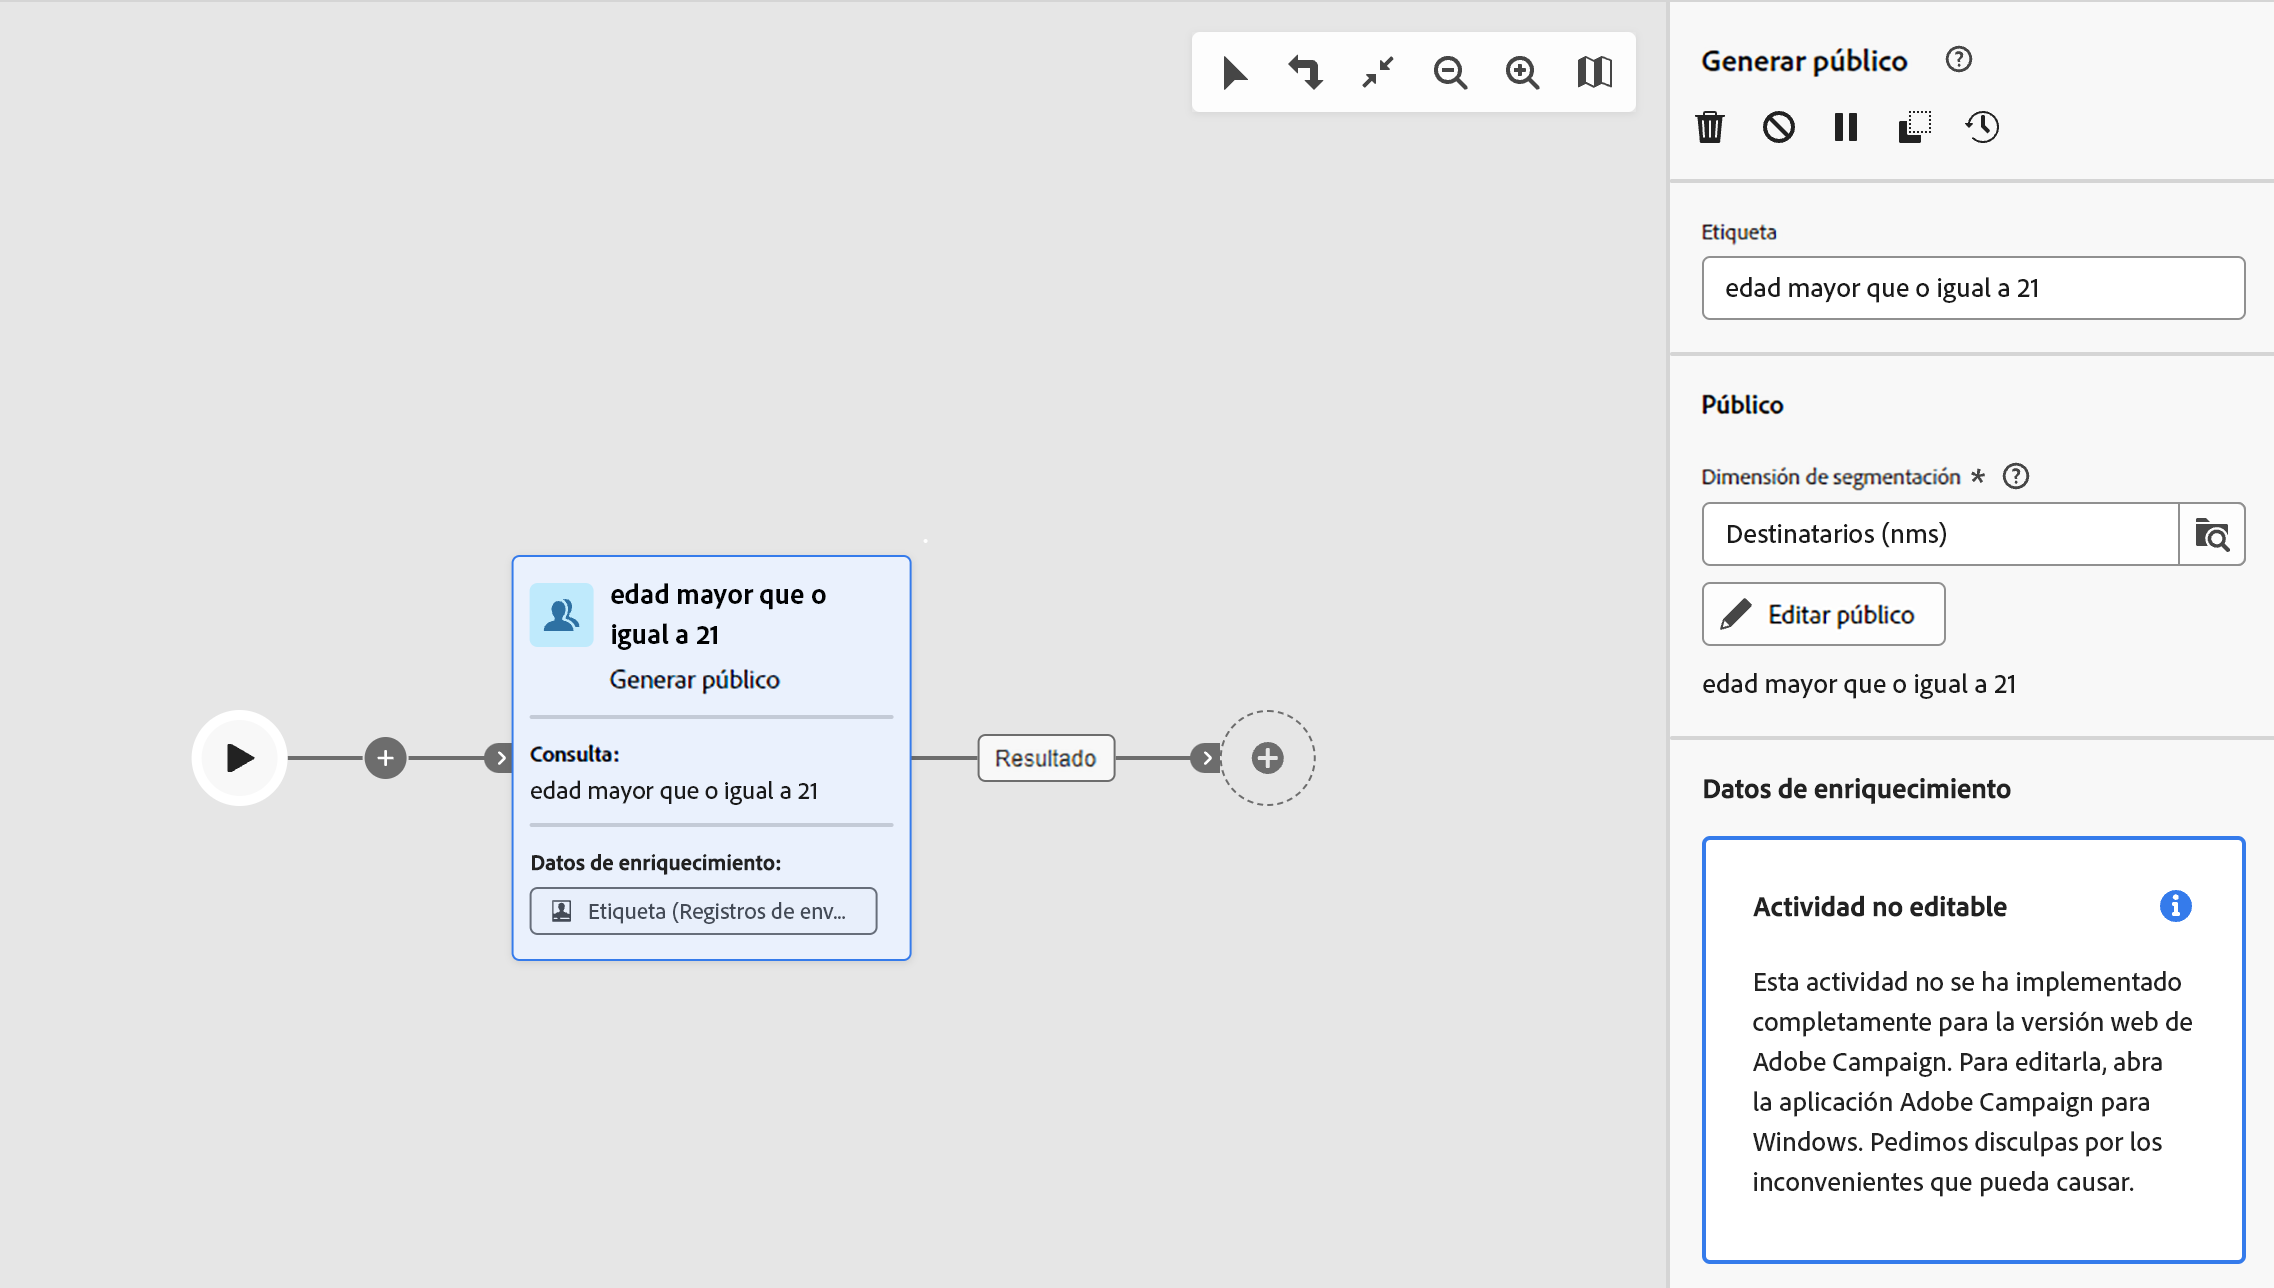 edad mayor que o
igual a 21
Generar público
Consulta:
edad mayor que o igual a 21
Datos de enriquecimiento:
Etiqueta (Registros de env...
Resultado
Generar público
Etiqueta
edad mayor que o igual a 21
Público
Dimensión de segmentación *
Destinatarios (nms)
Editar público
edad mayor que o igual a 21
Datos de enriquecimiento
Actividad no editable
Esta actividad no se ha implementado
completamente para la versión web de
Adobe Campaign. Para editarla, abra
la aplicación Adobe Campaign para
Windows. Pedimos disculpas por los
inconvenientes que pueda causar.